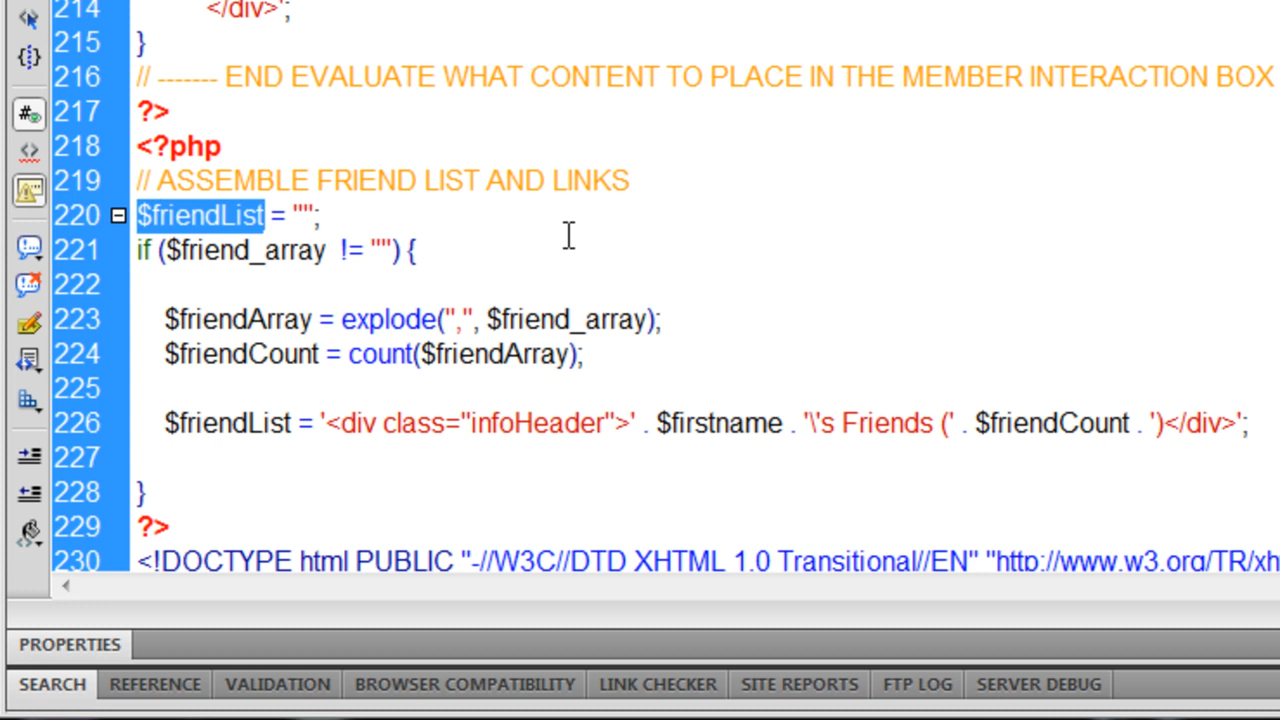 214 </div>';
215 }
216 // ------- END EVALUATE WHAT CONTENT TO PLACE IN THE MEMBER INTERACTION BOX
217 ?>
218 <?php
219 // ASSEMBLE FRIEND LIST AND LINKS
220 $friendList = "";
221 if ($friend_array != "") {
222
223 $friendArray = explode(",", $friend_array);
224 $friendCount = count($friendArray);
225
226 $friendList = '<div class="infoHeader">' . $firstname . '\'s Friends (' . $friendCount . ')</div>';
227
228 }
229 ?>
230 <!DOCTYPE html PUBLIC "-//W3C//DTD XHTML 1.0 Transitional//EN" "http://www.w3.org/TR/xh
PROPERTIES
SEARCH REFERENCE VALIDATION BROWSER COMPATIBILITY LINK CHECKER SITE REPORTS FTP LOG SERVER DEBUG